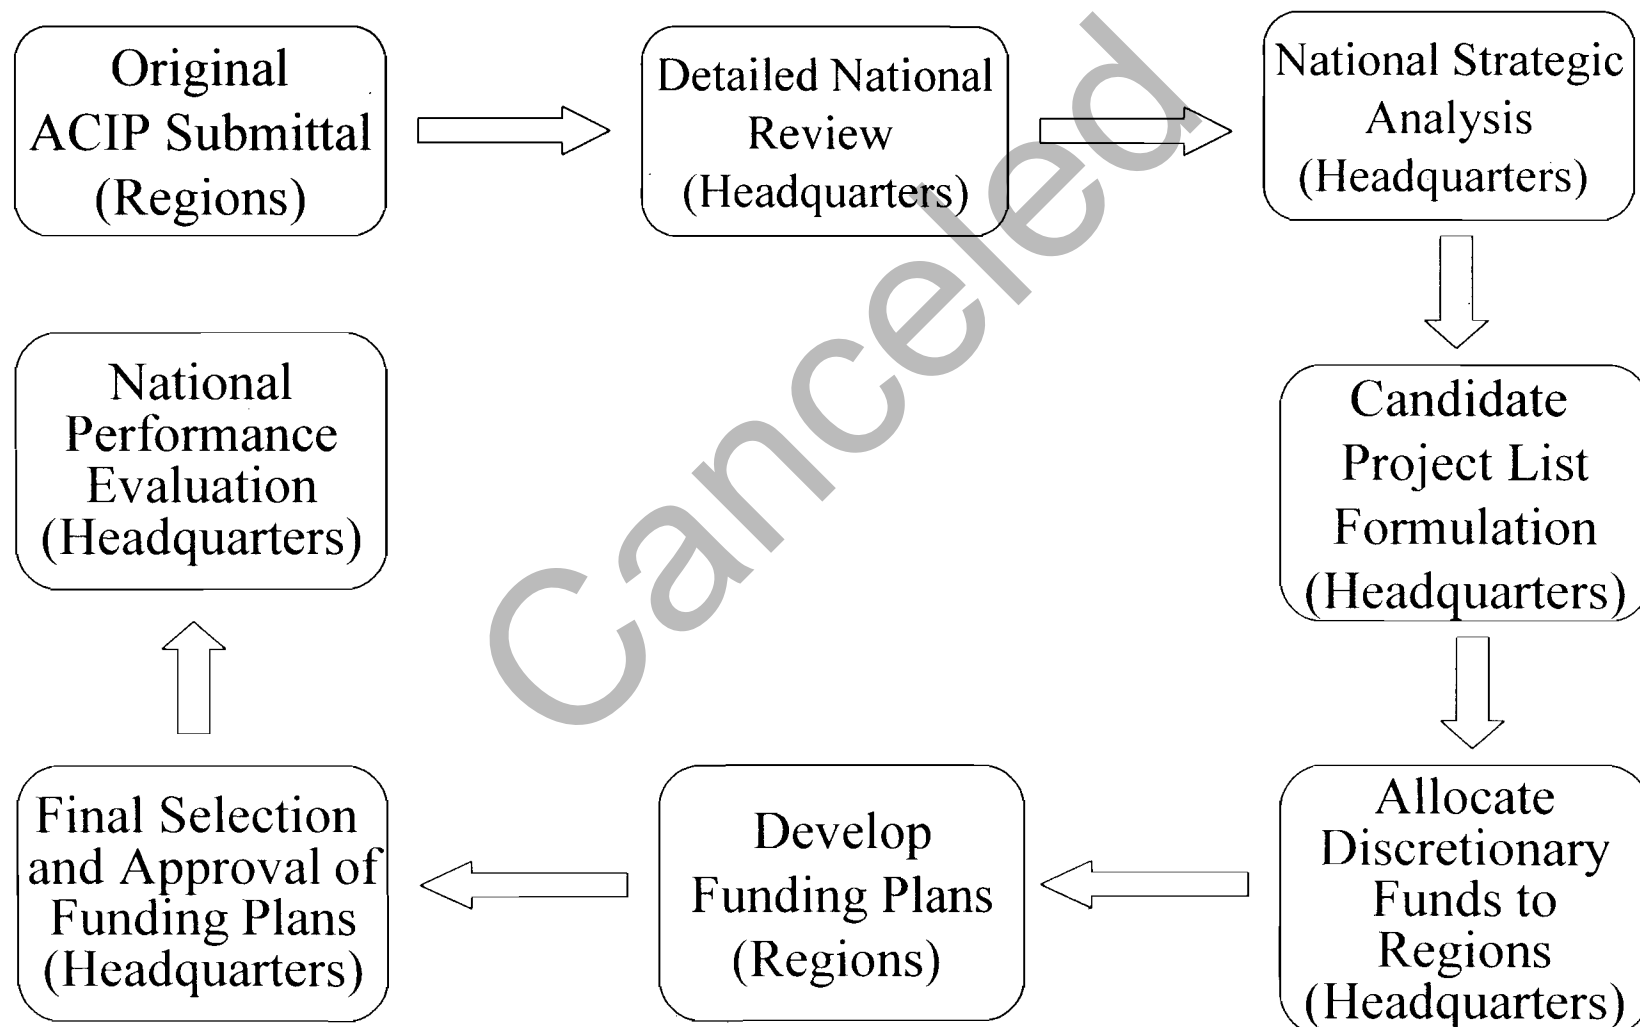 Original
ACIP Submittal
(Regions)
Detailed National
Review
(Headquarters)
National Strategic
Analysis
(Headquarters)
Candidate
Project List
Formulation
(Headquarters)
Allocate
Discretionary
Funds to
Regions
(Headquarters)
Develop
Funding Plans
(Regions)
Final Selection
and Approval of
Funding Plans
(Headquarters)
National
Performance
Evaluation
(Headquarters)
Canceled